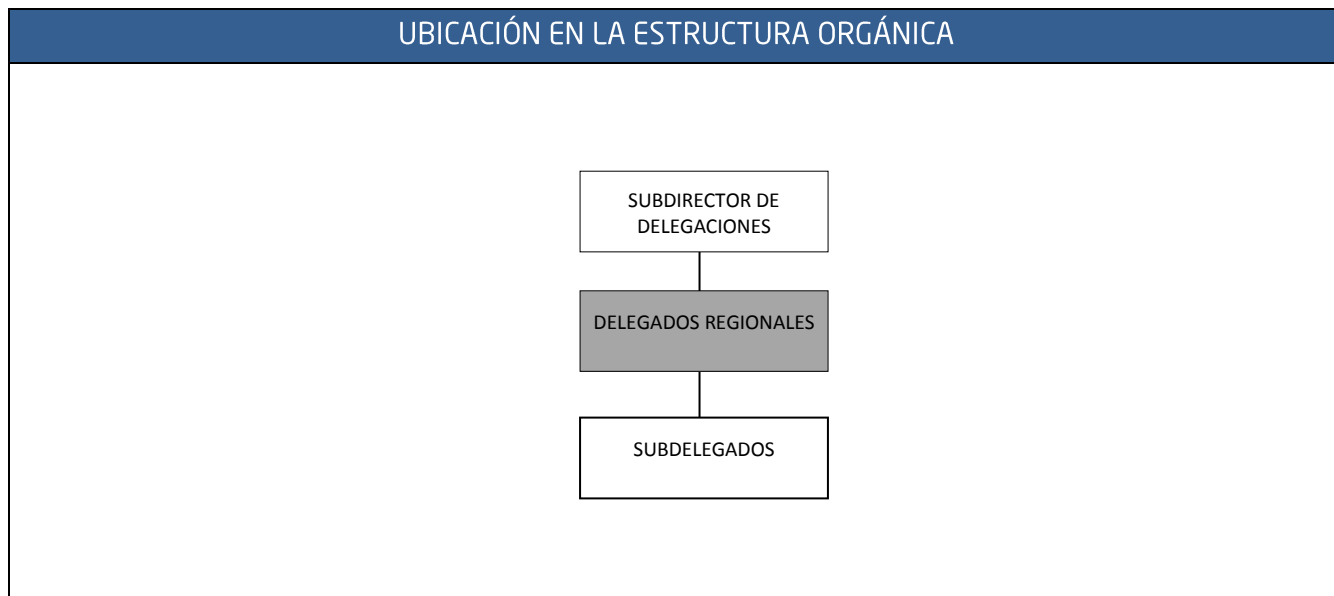 UBICACIÓN EN LA ESTRUCTURA ORGÁNICA
SUBDIRECTOR DE
DELEGACIONES
DELEGADOS REGIONALES
SUBDELEGADOS